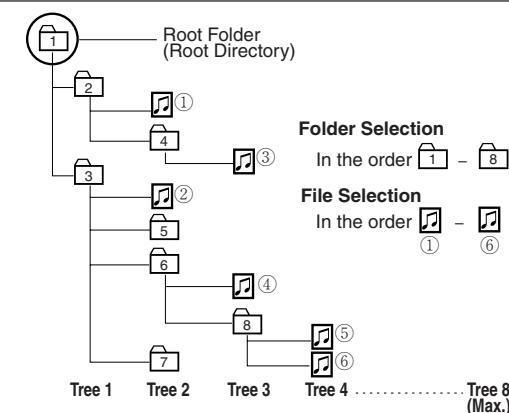 1
Root Folder
(Root Directory)
2
①
4
③
3
②
5
6
④
8
⑤
⑥
7
Folder Selection
In the order 1 – 8
File Selection
In the order –
① ⑥
Tree 1 Tree 2 Tree 3 Tree 4 ................ Tree 8
(Max.)